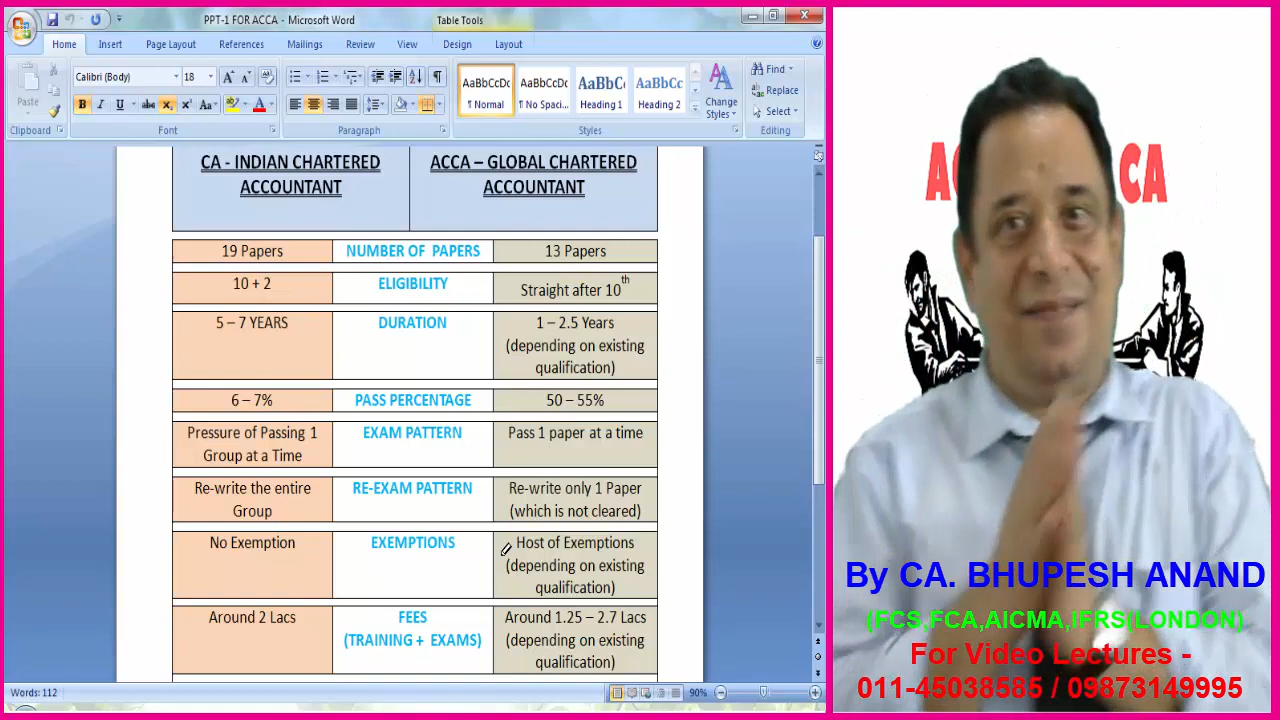 PPT-1 FOR ACCA - Microsoft Word
Table Tools
Home Insert Page Layout References Mailings Review View Design Layout
Calibri (Body) 18
AaBbCcDc AaBbCcDc AaBbCc AaBbCc
Paste
¶ Normal ¶ No Spaci... Heading 1 Heading 2
Change Styles
Find
Replace
Select
Clipboard Font Paragraph Styles Editing
CA - INDIAN CHARTERED
ACCOUNTANT
ACCA – GLOBAL CHARTERED
ACCOUNTANT
19 Papers NUMBER OF PAPERS 13 Papers
10 + 2 ELIGIBILITY Straight after 10th
5 – 7 YEARS DURATION 1 – 2.5 Years
(depending on existing
qualification)
6 – 7% PASS PERCENTAGE 50 – 55%
Pressure of Passing 1
Group at a Time
EXAM PATTERN
Pass 1 paper at a time
Re-write the entire
Group
RE-EXAM PATTERN
Re-write only 1 Paper
(which is not cleared)
No Exemption EXEMPTIONS Host of Exemptions
(depending on existing
qualification)
Around 2 Lacs
FEES
(TRAINING + EXAMS)
Around 1.25 – 2.7 Lacs
(depending on existing
qualification)
Words: 112
90%
CA
By CA. BHUPESH ANAND
(FCS,FCA,AICMA,IFRS(LONDON)
For Video Lectures -
011-45038585 / 09873149995